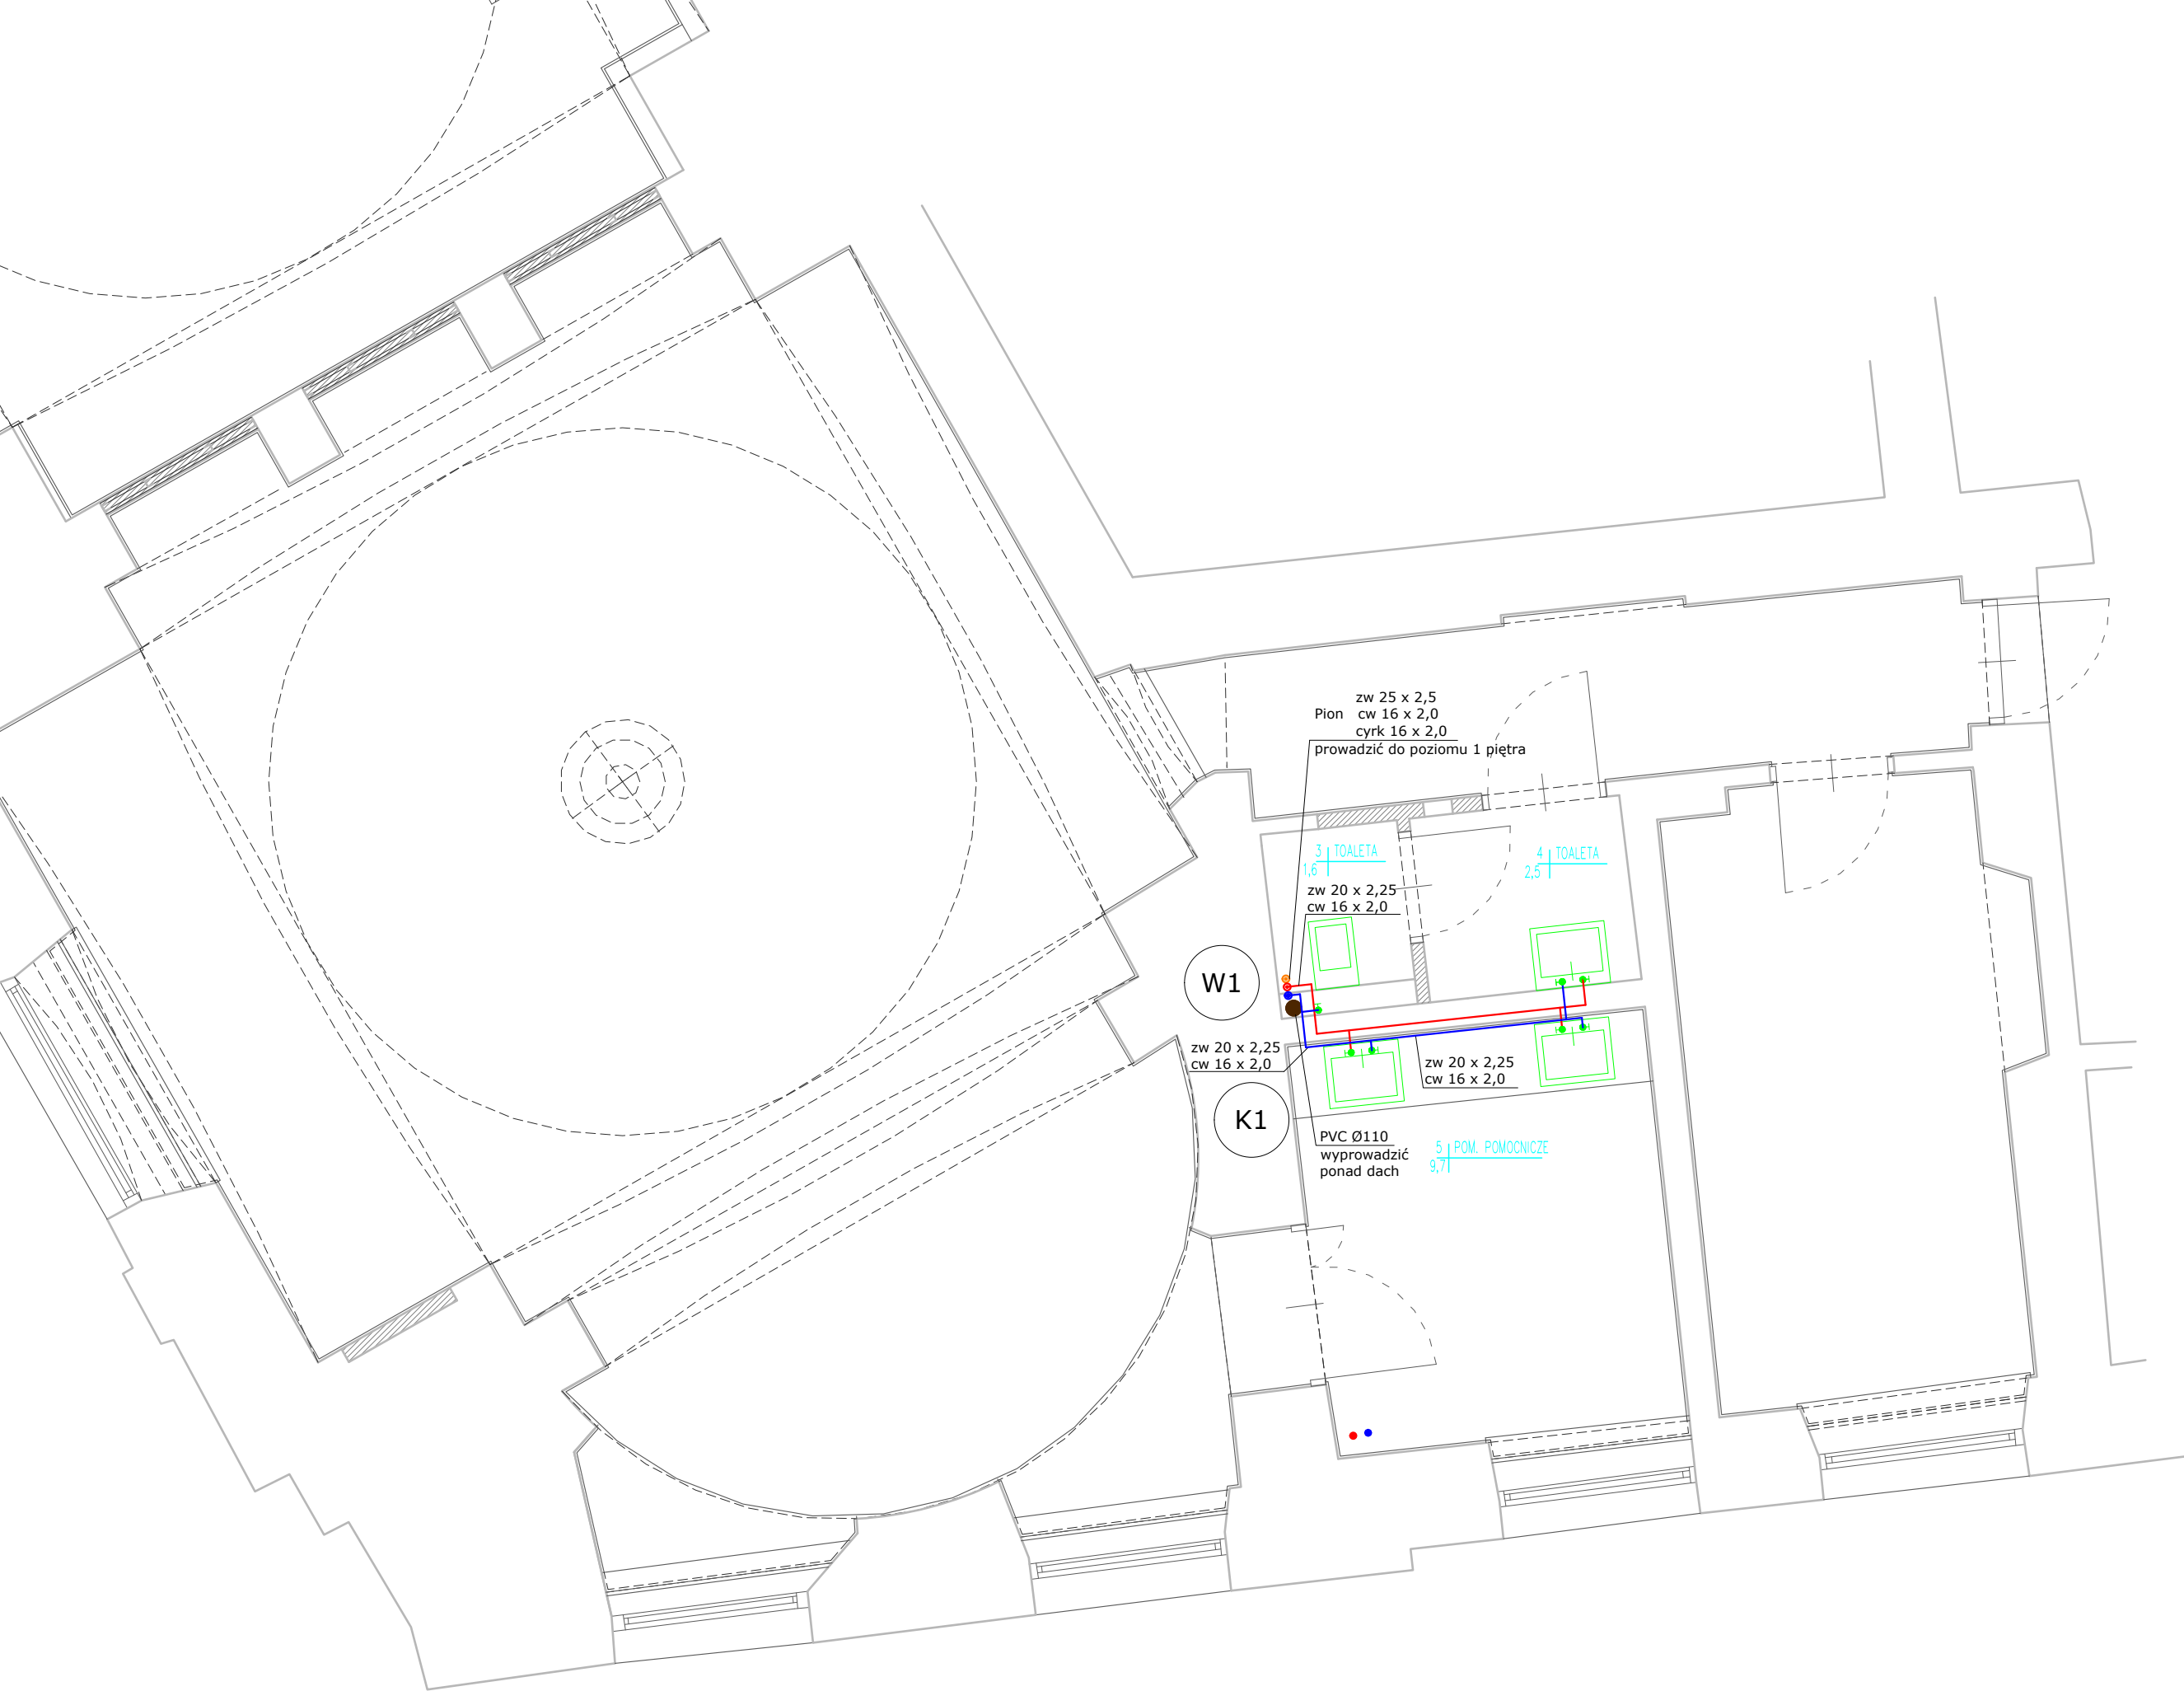 zw 25 x 2,5
Pion cw 16 x 2,0
cyrk 16 x 2,0
prowadzić do poziomu 1 piętra
3 TOALETA
1,6
4 TOALETA
2,5
zw 20 x 2,25
cw 16 x 2,0
W1
zw 20 x 2,25
cw 16 x 2,0
zw 20 x 2,25
cw 16 x 2,0
K1
PVC Ø110
wyprowadzić
ponad dach
5 POM. POMOCNICZE
9,7